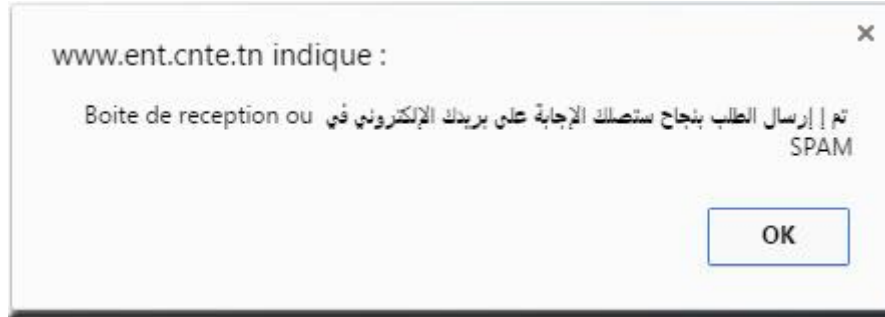 www.ent.cnte.tn indique :
تم | إرسال الطلب بنجاح ستصلك الإجابة على بريدك الإلكتروني في Boite de reception ou
SPAM
OK